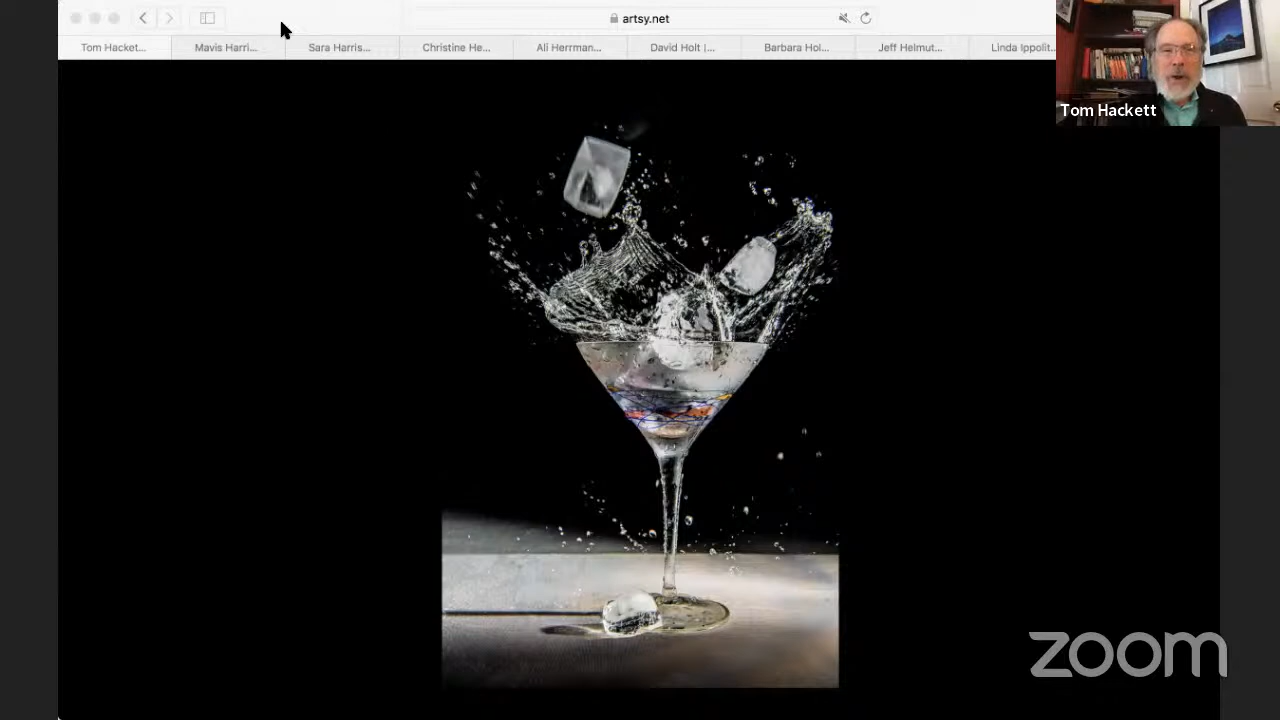 artsy.net
Tom Hacket... Mavis Harri... Sara Harris... Christine He... Ali Herrman... David Holt |... Barbara Hol... Jeff Helmut... Linda Ippolit...
Tom Hackett
zoom